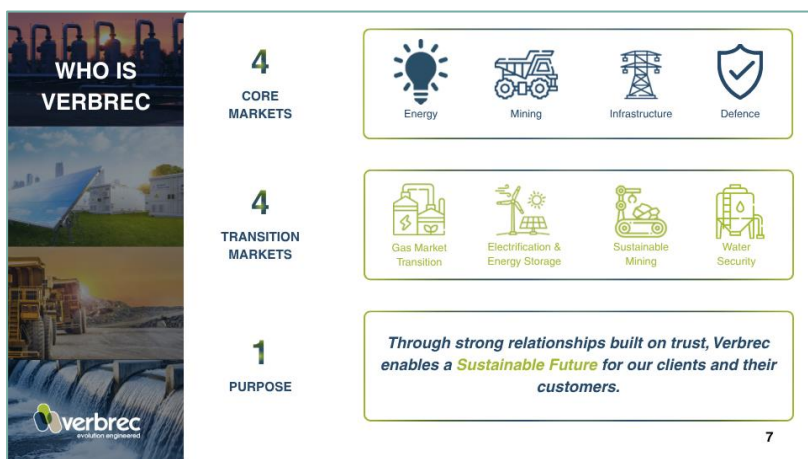 WHO IS
VERBREC
4
CORE
MARKETS
Energy
Mining
Infrastructure
Defence
4
TRANSITION
MARKETS
Gas Market
Transition
Electrification &
Energy Storage
Sustainable
Mining
Water
Security
1
PURPOSE
Through strong relationships built on trust, Verbrec
enables a Sustainable Future for our clients and their
customers.
verbrec
evolution engineered
7